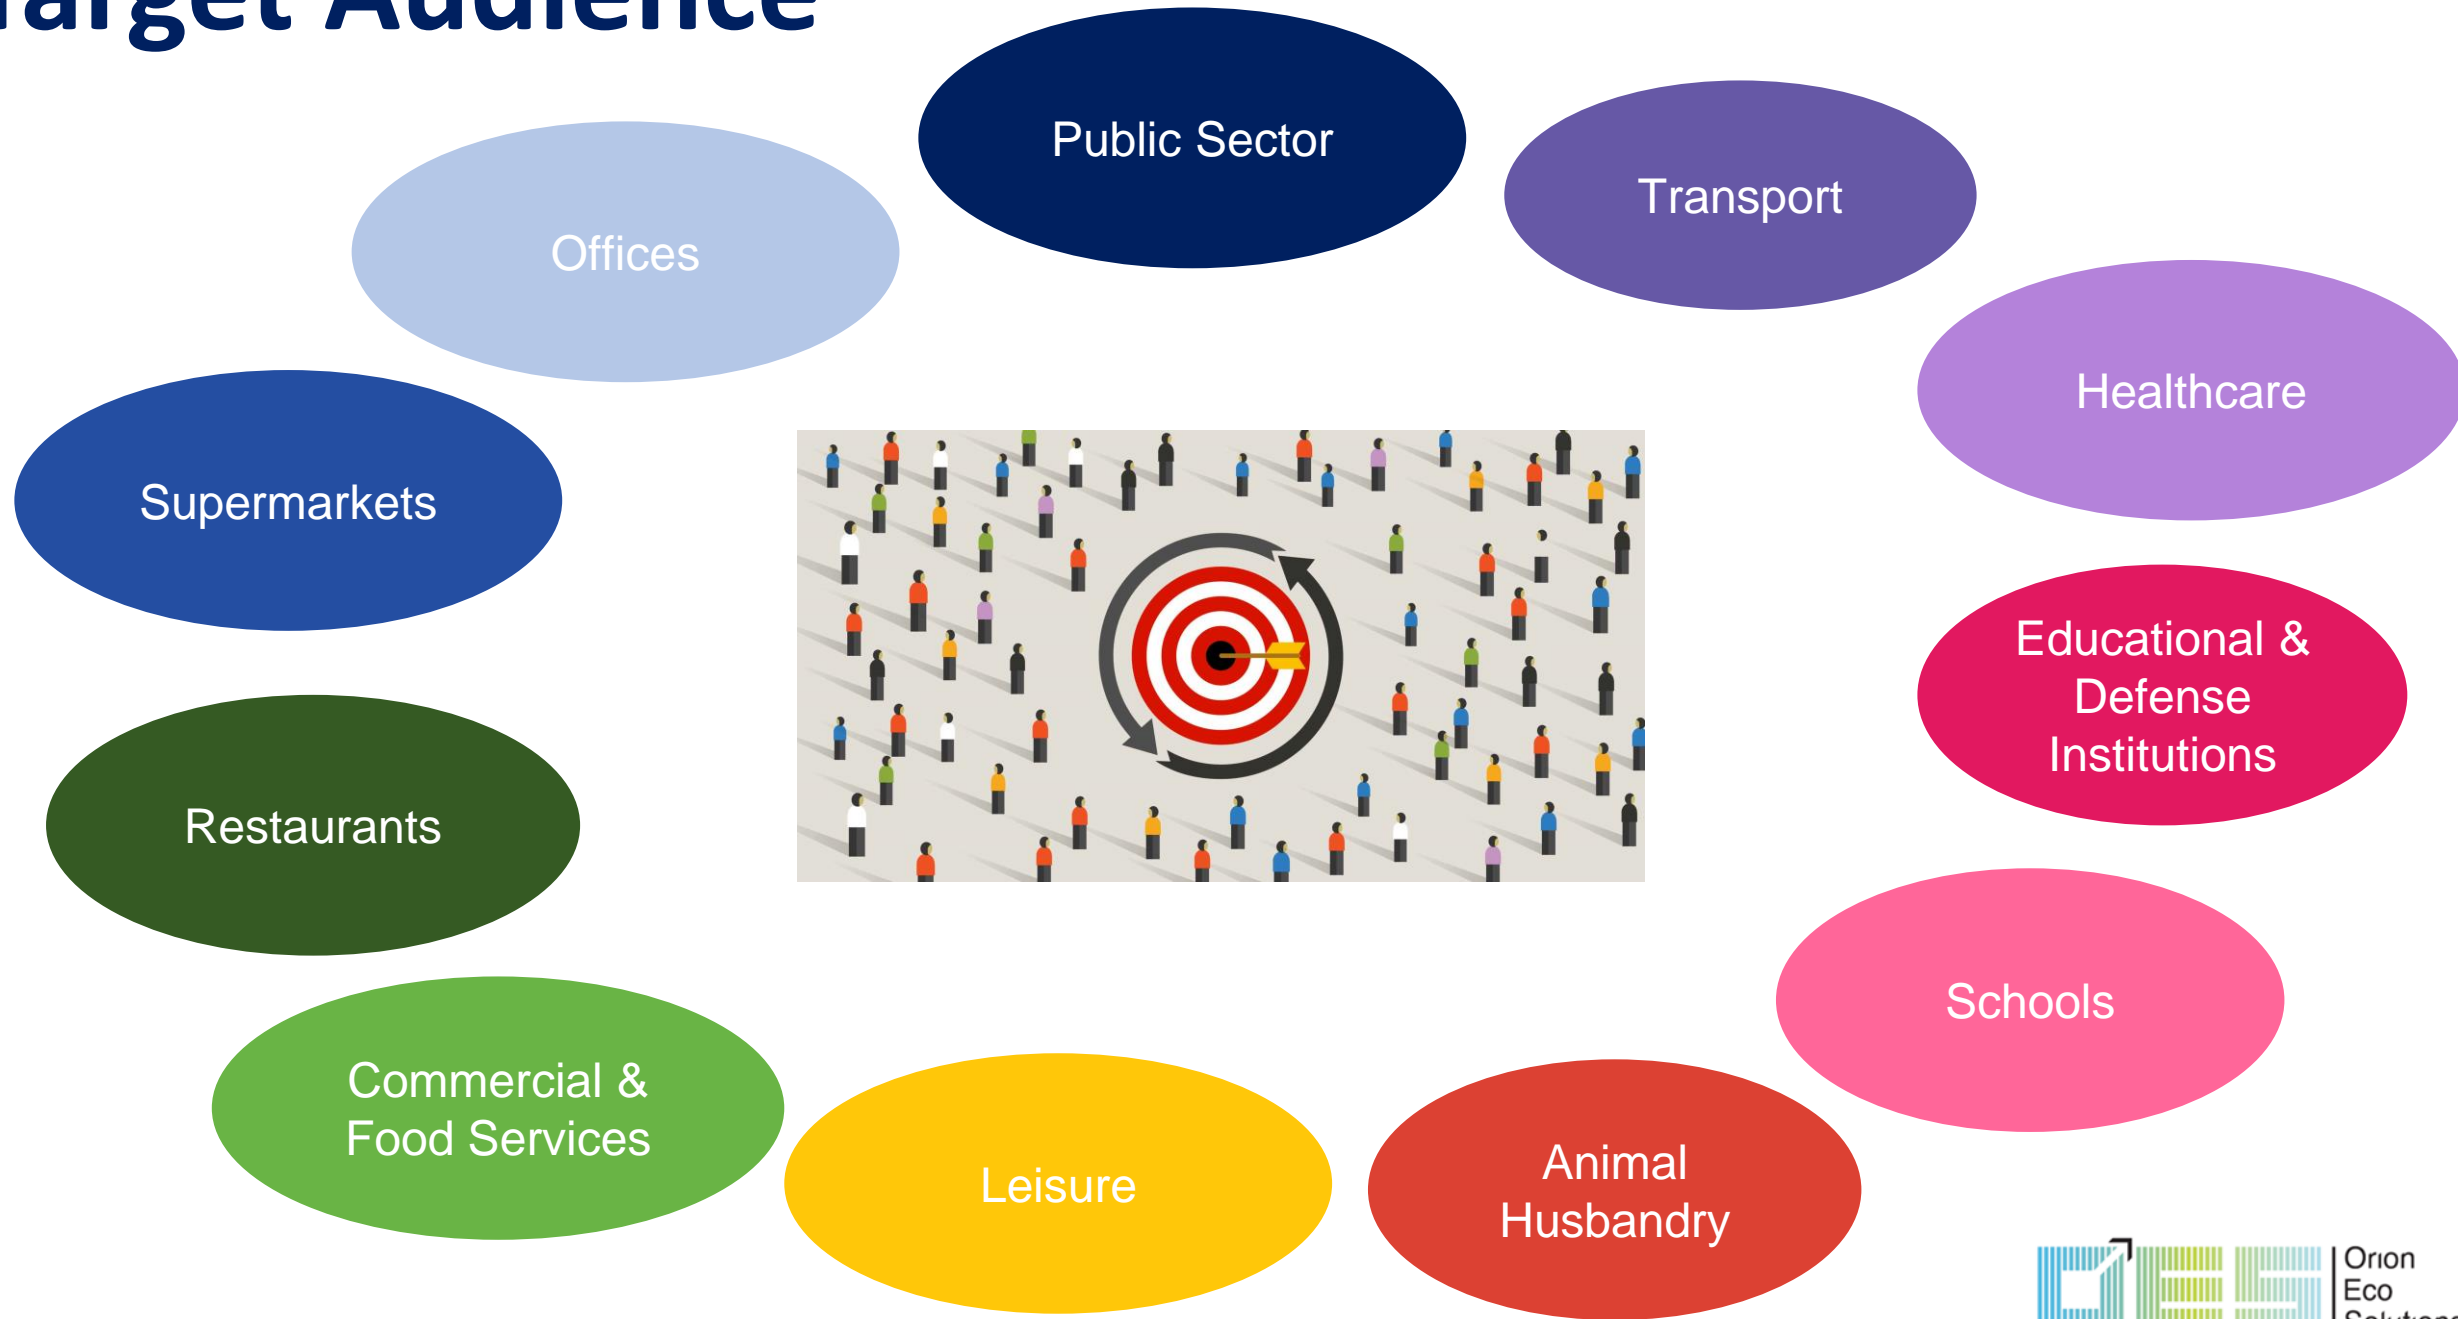 Target Audience
Public Sector
Transport
Offices
Healthcare
Supermarkets
Educational &
Defense
Institutions
Restaurants
Schools
Commercial &
Food Services
Leisure
Animal
Husbandry
Orion
Eco
Solutions